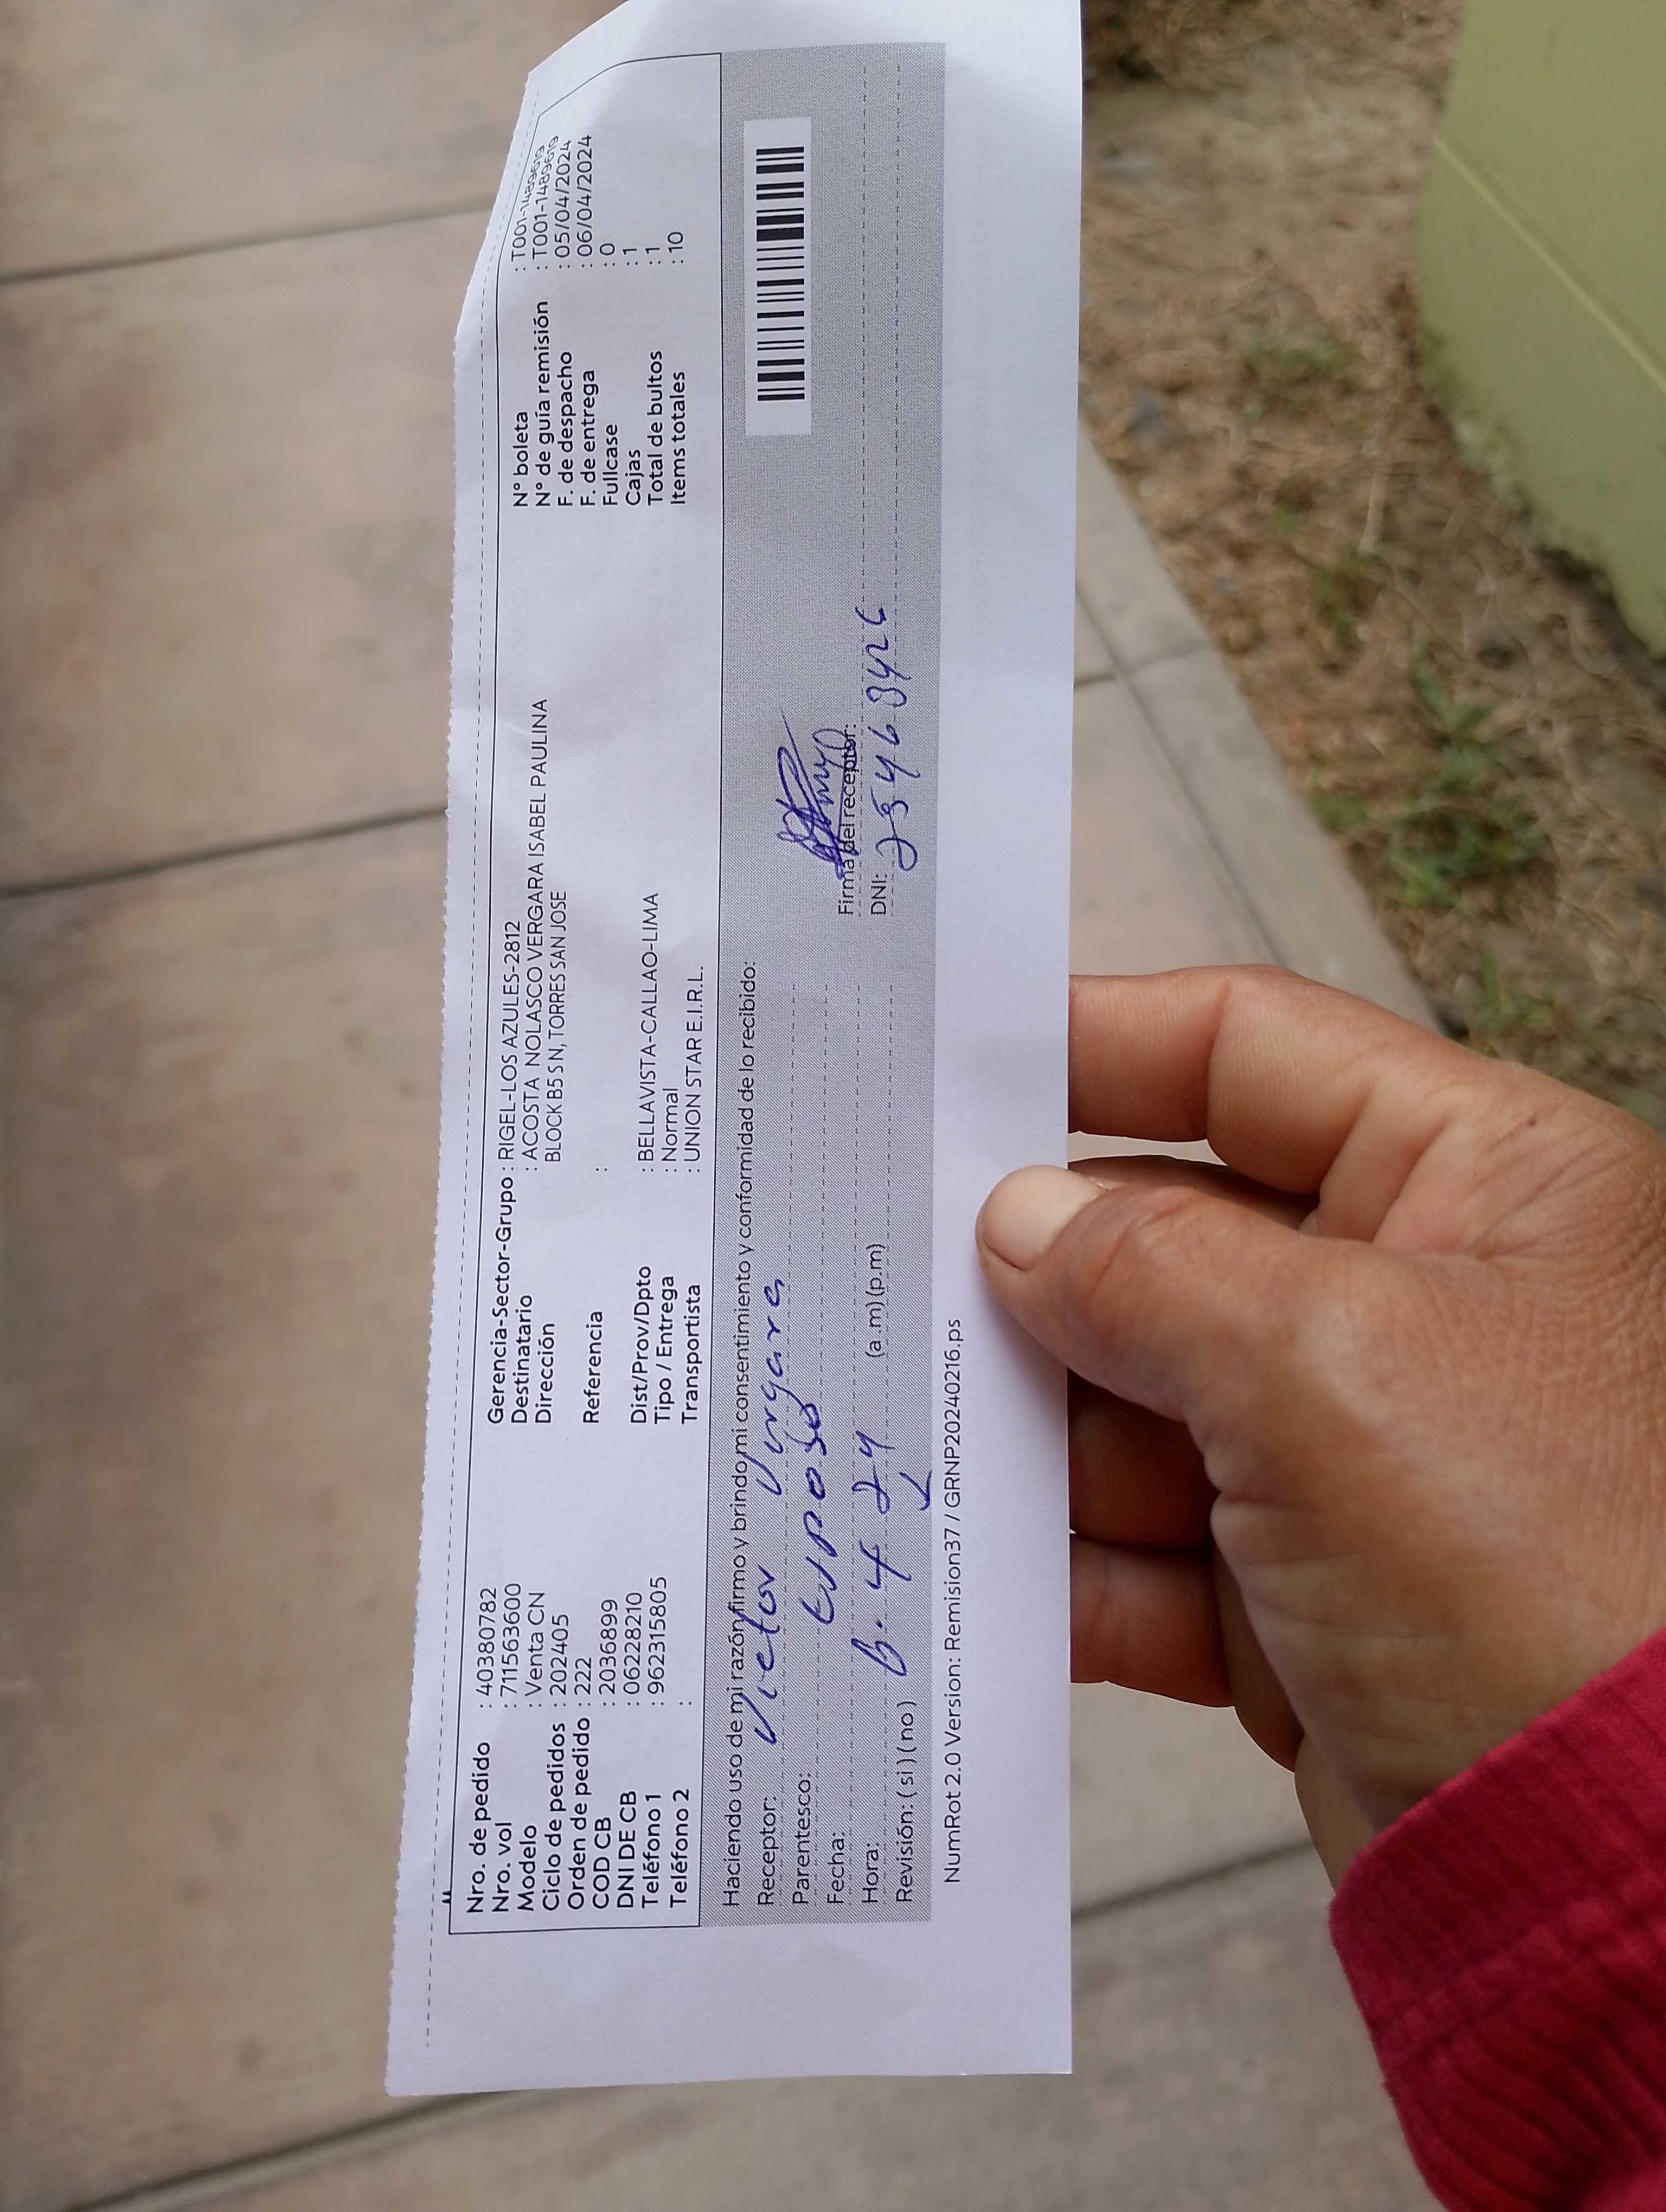 Nro. de pedido : 40380782
Nro. vol : 711563600
Modelo : Venta CN
Ciclo de pedidos : 202405
Orden de pedido : 222
COD CB : 2036899
DNI DE CB : 06228210
Teléfono 1 : 962315805
Teléfono 2 :
Gerencia-Sector-Grupo : RIGEL-LOS AZULES-2812
Destinatario : ACOSTA NOLASCO VERGARA ISABEL PAULINA
Dirección BLOCK B5 S N, TORRES SAN JOSE
Referencia :
Dist/Prov/Dpto : BELLAVISTA-CALLAO-LIMA
Tipo / Entrega : Normal
Transportista : UNION STAR E.I.R.L.
N° boleta : T001-1489619
N° de guía remisión : T001-1489619
F. de despacho : 05/04/2024
F. de entrega : 06/04/2024
Fullcase : 0
Cajas : 1
Total de bultos : 1
Items totales : 10
Haciendo uso de mi razón firmo y brindo mi consentimiento y conformidad de lo recibido:
Receptor: Victor Vrgara
Parentesco: Esposo
Fecha: 6. 4 24
Hora: (a.m) (p.m)
Revisión: ( si ) ( no )
Firma del receptor:
DNI:
NumRot 2.0 Version: Remision37 / GRNP20240216.ps